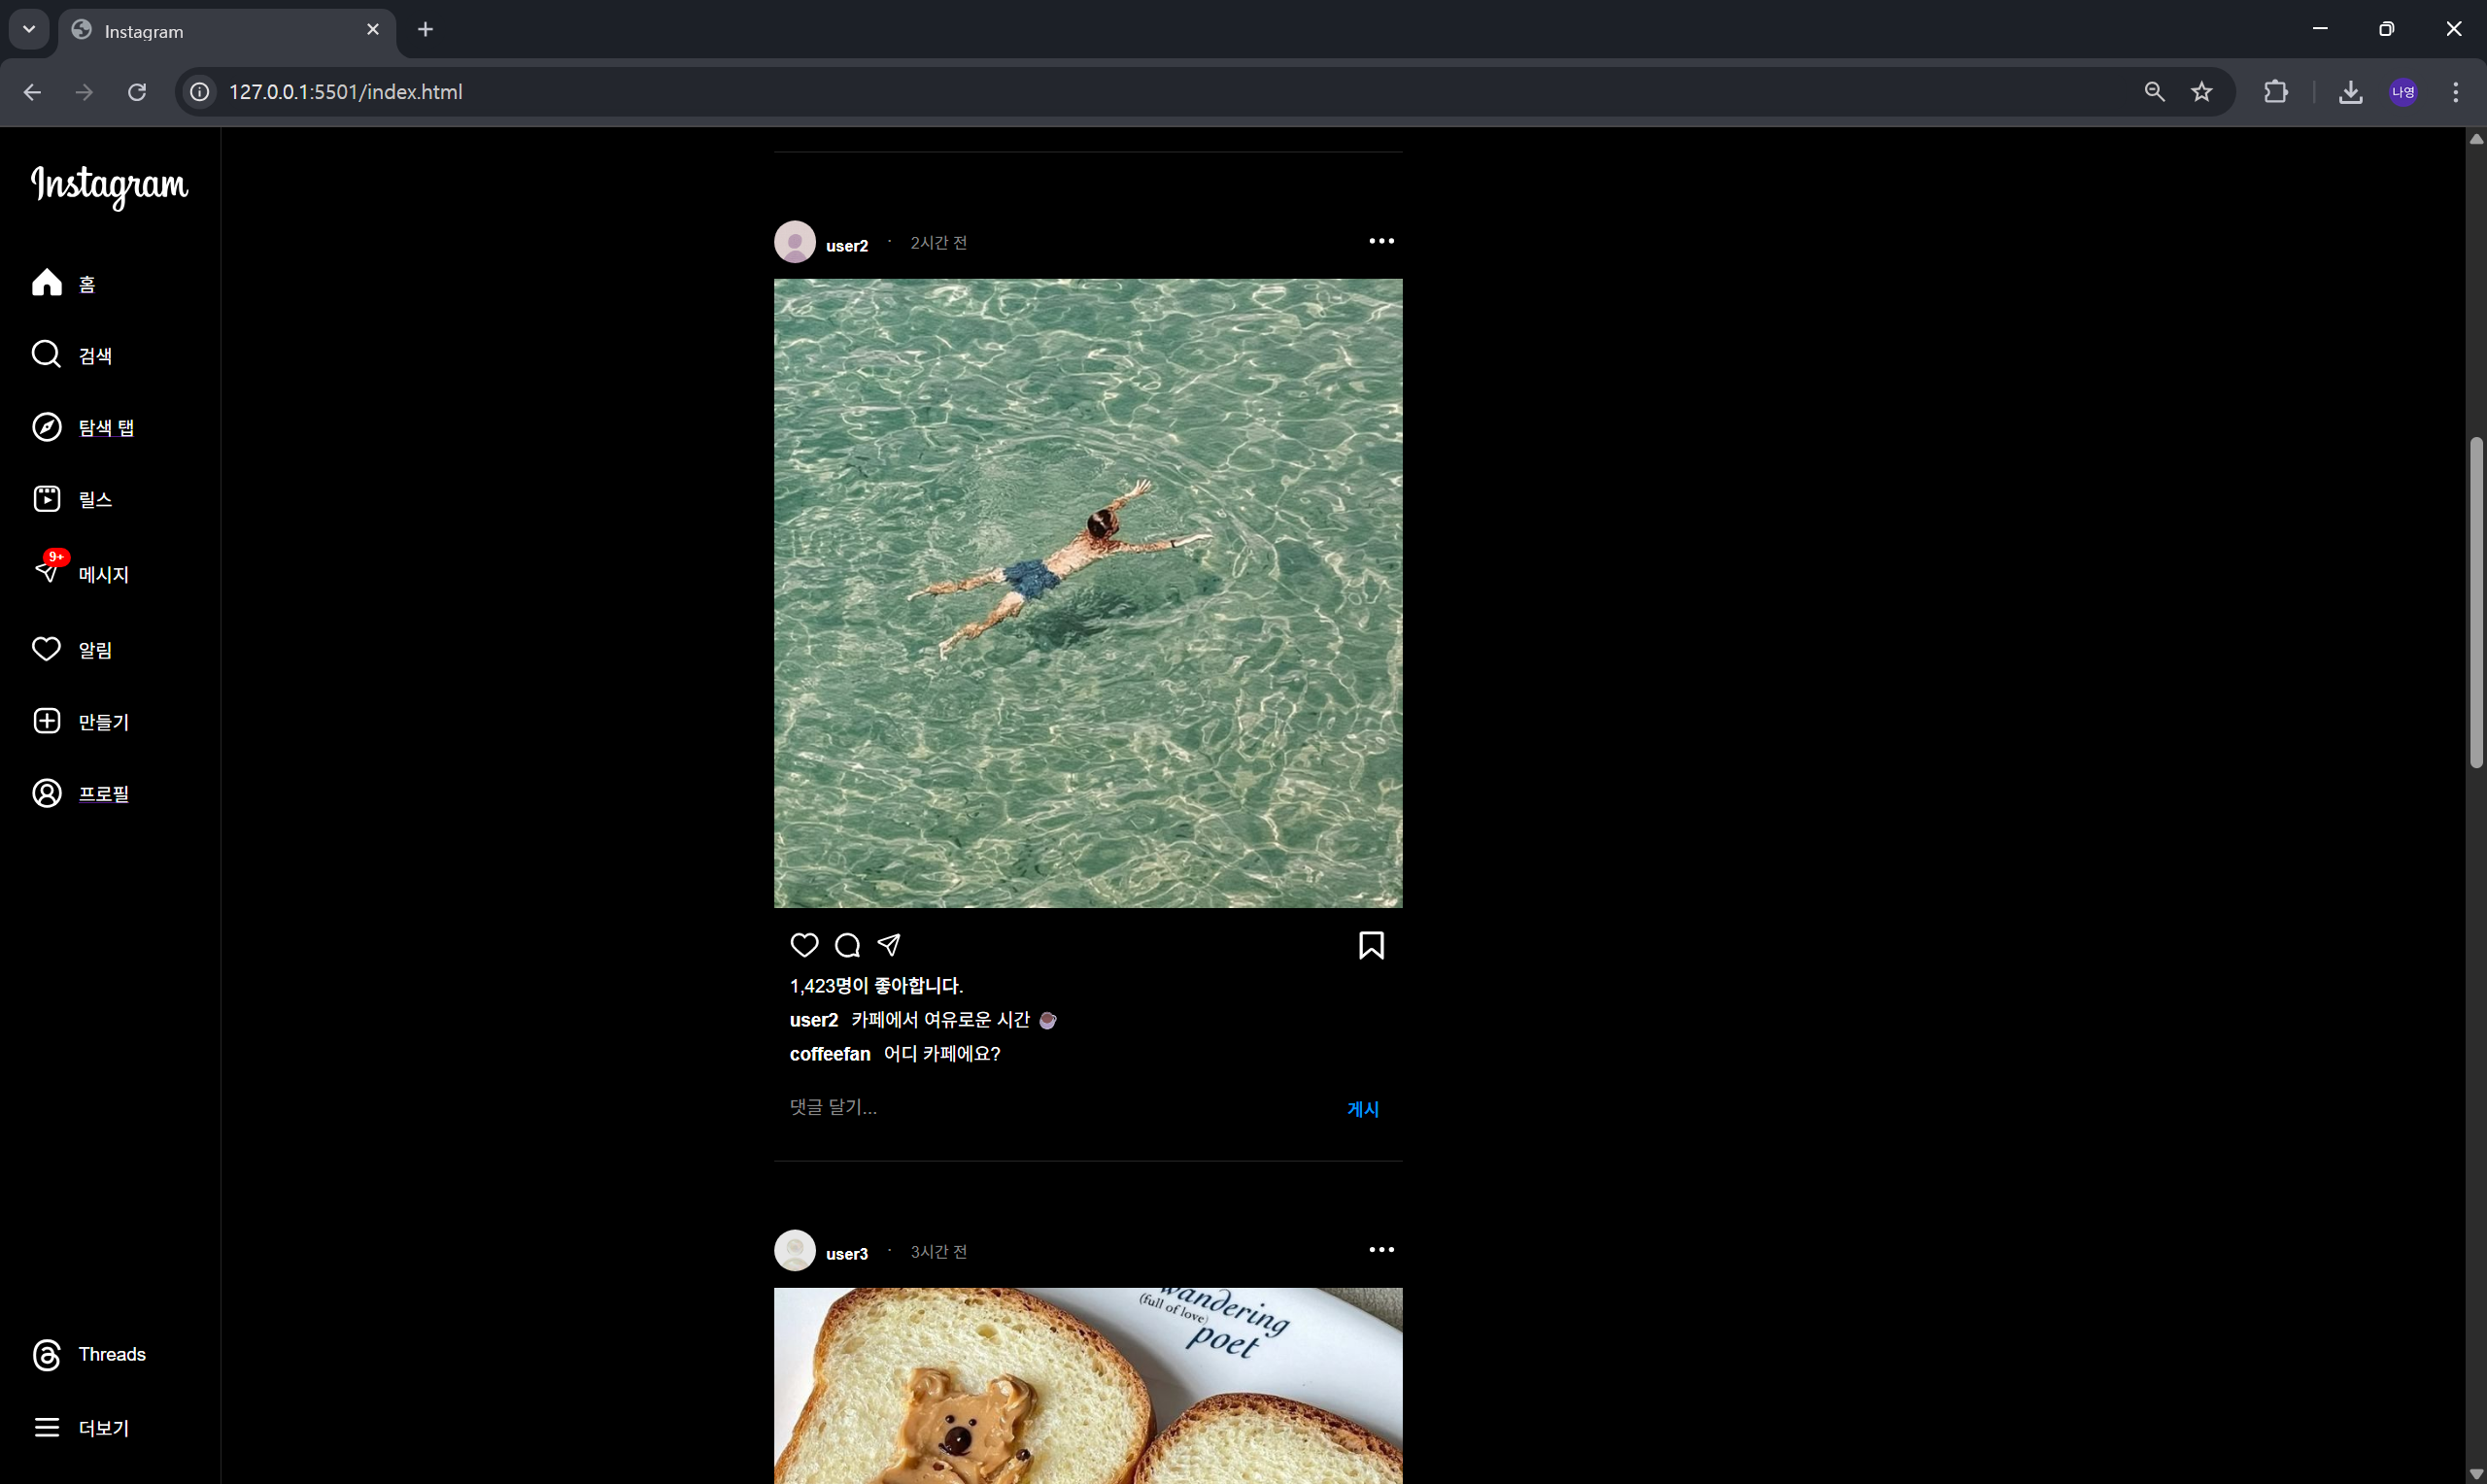 Instagram
127.0.0.1:5501/index.html
나영
Instagram
홈
검색
탐색 탭
릴스
9+
메시지
알림
만들기
프로필
Threads
더보기
user2 · 2시간 전
1,423명이 좋아합니다.
user2 카페에서 여유로운 시간 ☕
coffeefan 어디 카페에요?
댓글 달기...
게시
user3 · 3시간 전
wandering
(full of love)
poet